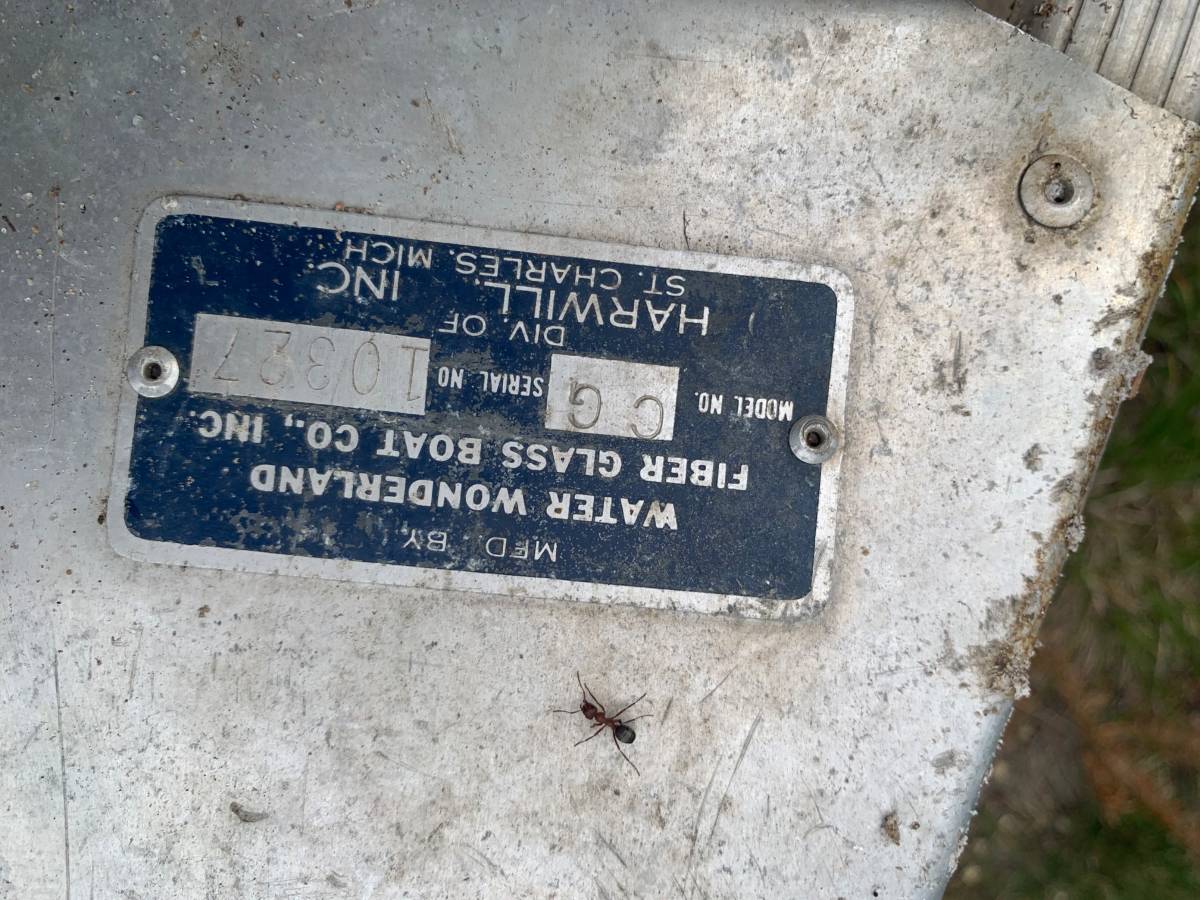 MFD. BY
WATER WONDERLAND
FIBER GLASS BOAT CO., INC.
MODEL NO. CG SERIAL NO 10327
DIV. OF
HARWILL INC.
ST. CHARLES, MICH